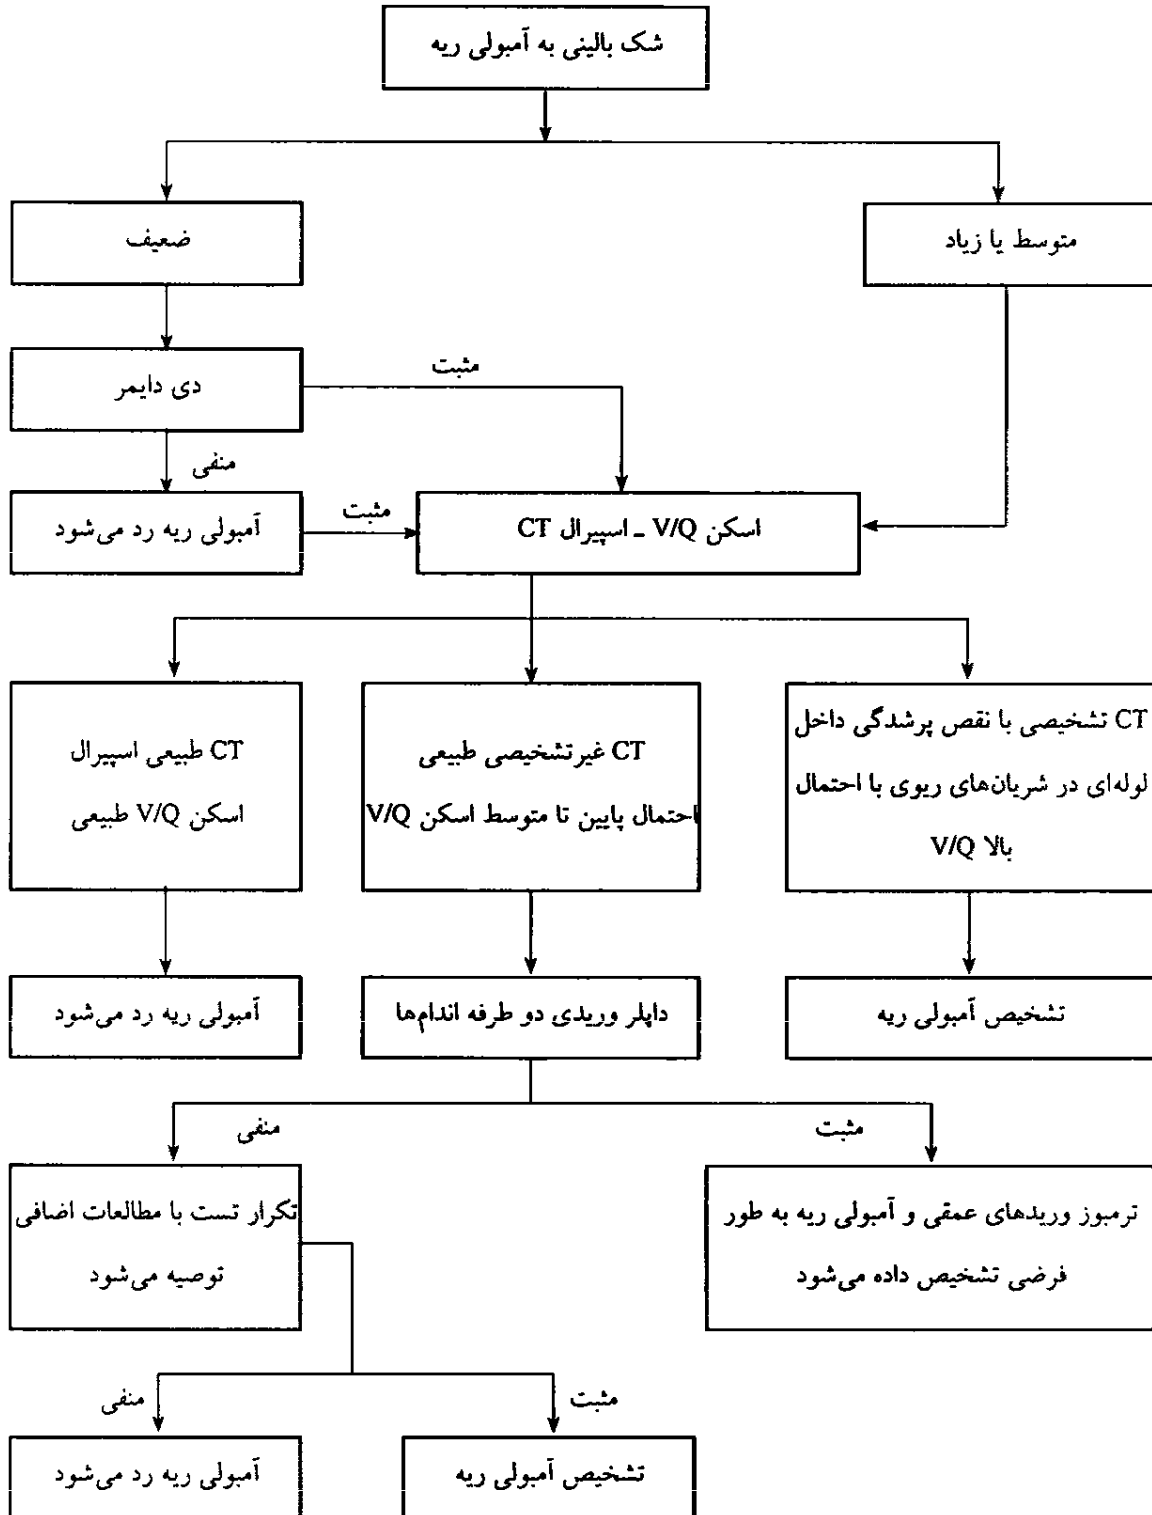 شک بالینی به آمبولی ریه
متوسط یا زیاد
ضعیف
دی دایمر
مثبت
منفی
آمبولی ریه رد می‌شود
مثبت
اسکن V/Q ـ اسپیرال CT
CT تشخیصی با نقص پرشدگی داخل
لوله‌ای در شریان‌های ریوی با احتمال
بالا V/Q
CT غیرتشخیصی طبیعی
احتمال پایین تا متوسط اسکن V/Q
CT طبیعی اسپیرال
اسکن V/Q طبیعی
تشخیص آمبولی ریه
داپلر وریدی دو طرفه اندام‌ها
آمبولی ریه رد می‌شود
مثبت
منفی
ترمبوز وریدهای عمقی و آمبولی ریه به طور
فرضی تشخیص داده می‌شود
تکرار تست با مطالعات اضافی
توصیه می‌شود
مثبت
منفی
تشخیص آمبولی ریه
آمبولی ریه رد می‌شود